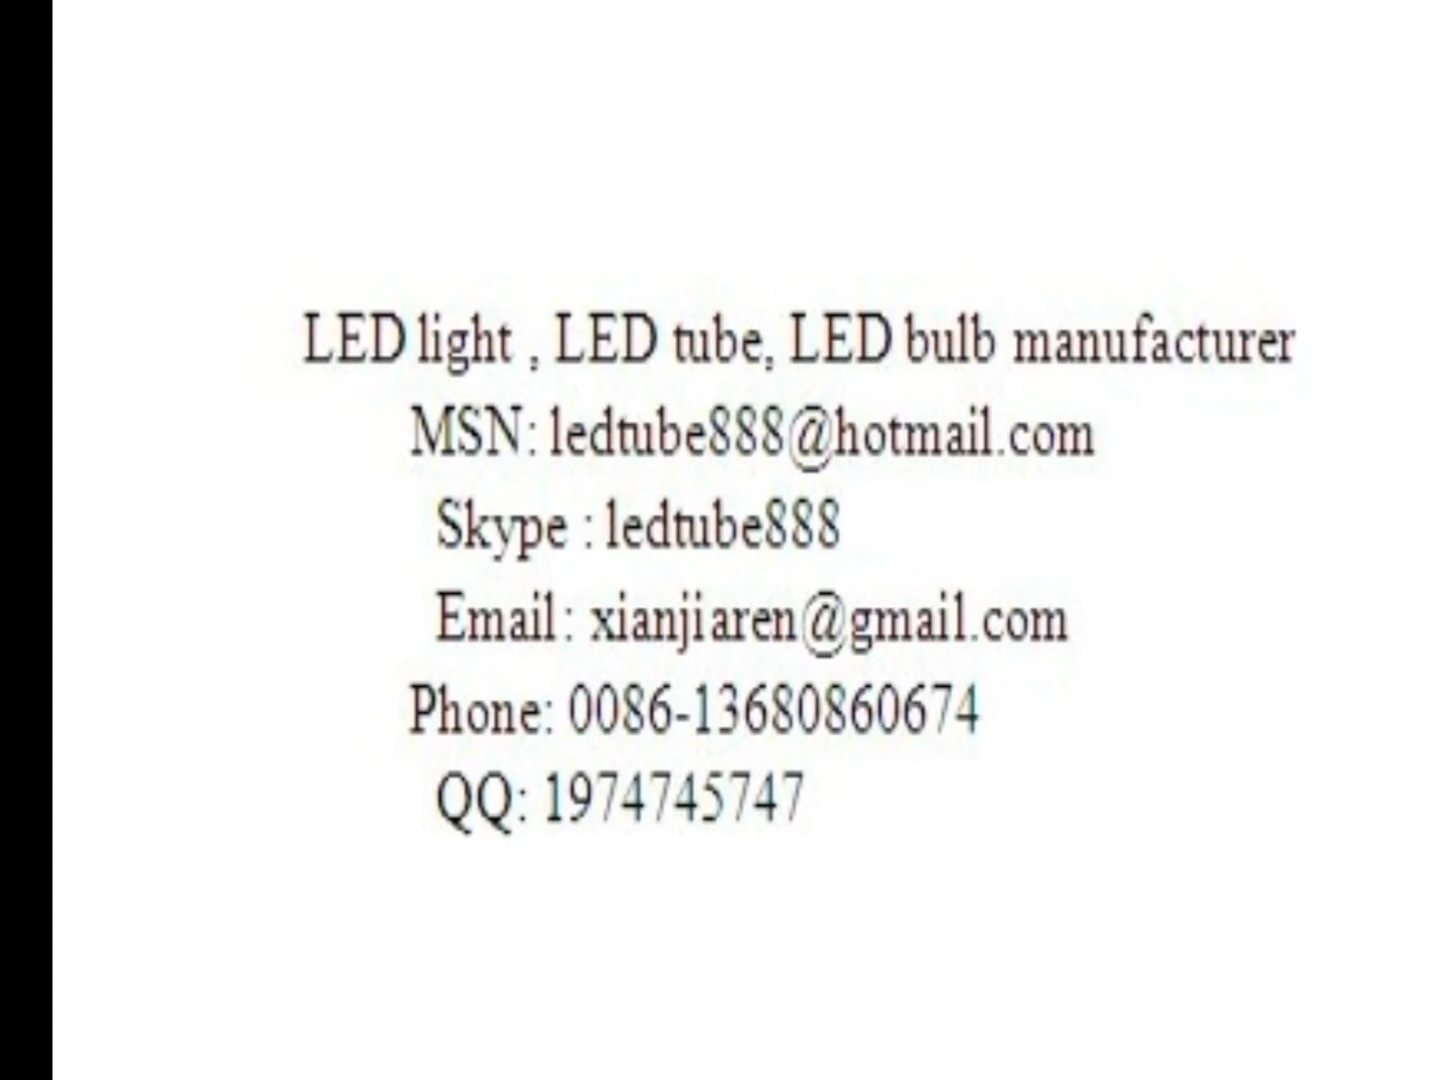 LED light , LED tube, LED bulb manufacturer
MSN: ledtube888@hotmail.com
Skype : ledtube888
Email: xianjiaren@gmail.com
Phone: 0086-13680860674
QQ: 1974745747